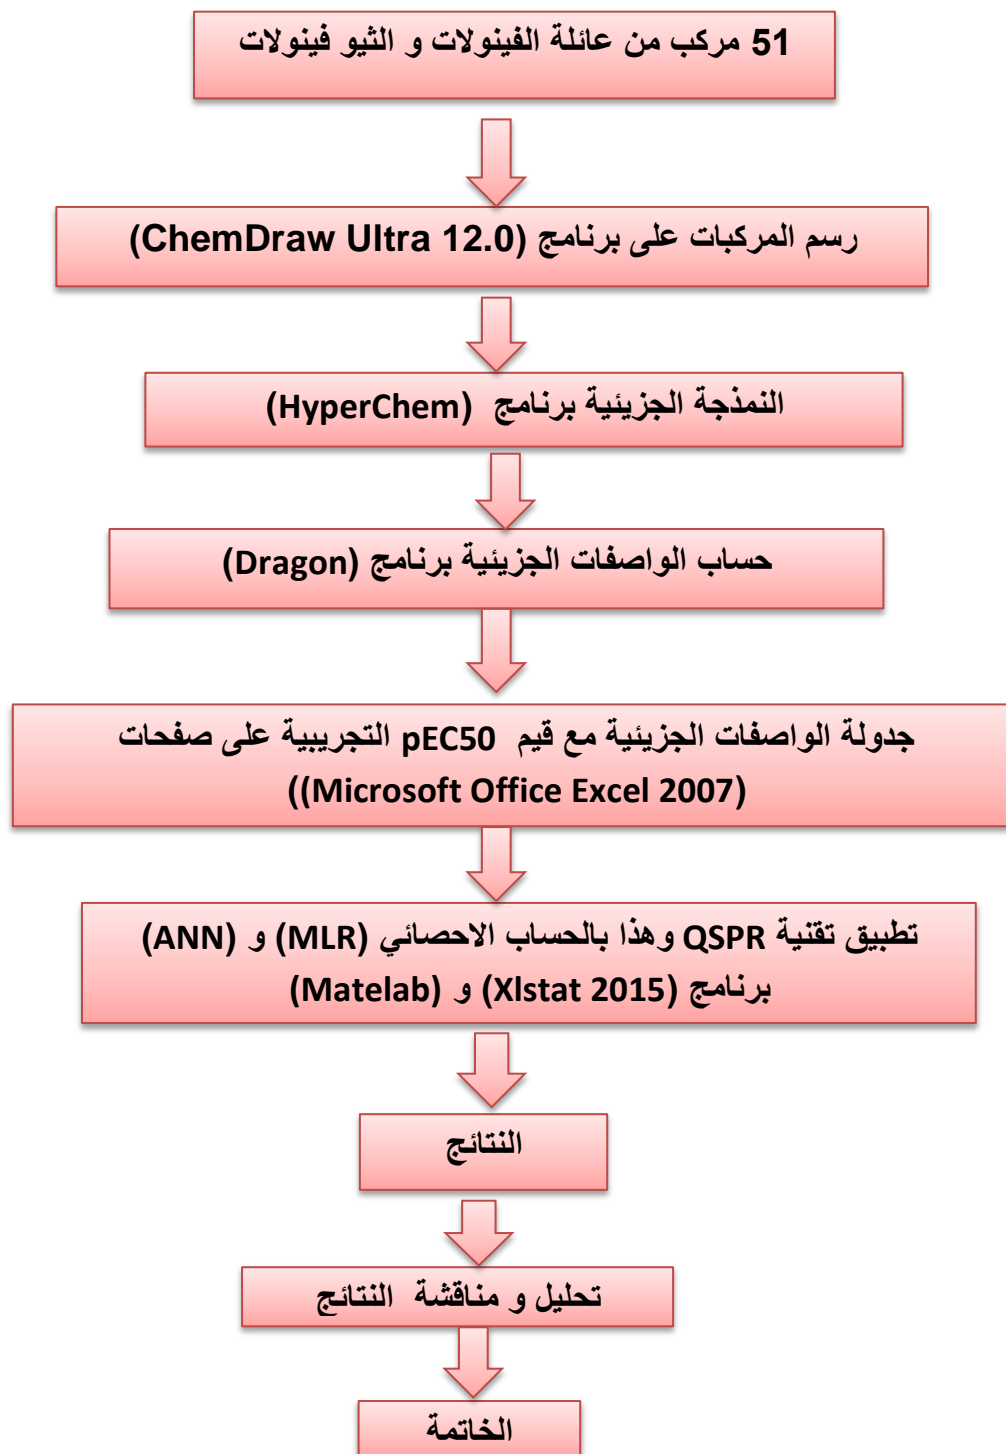 51 مركب من عائلة الفينولات و الثيو فينولات
رسم المركبات على برنامج (ChemDraw Ultra 12.0)
النمذجة الجزيئية برنامج (HyperChem)
حساب الواصفات الجزيئية برنامج (Dragon)
جدولة الواصفات الجزيئية مع قيم pEC50 التجريبية على صفحات
((Microsoft Office Excel 2007)
تطبيق تقنية QSPR وهذا بالحساب الاحصائي (MLR) و (ANN)
برنامج (Xlstat 2015) و (Matelab)
النتائج
تحليل و مناقشة النتائج
الخاتمة